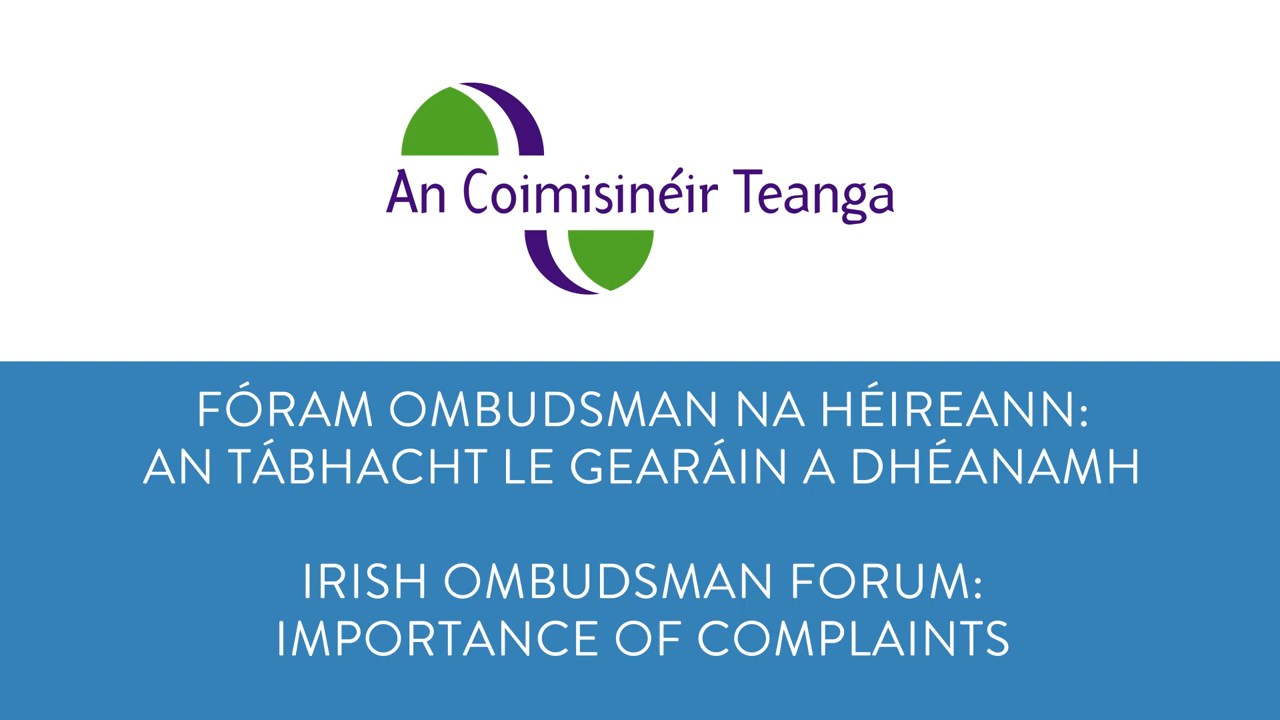 An Coimisinéir Teanga
FÓRAM OMBUDSMAN NA HÉIREANN:
AN TÁBHACHT LE GEARÁIN A DHÉANAMH
IRISH OMBUDSMAN FORUM:
IMPORTANCE OF COMPLAINTS